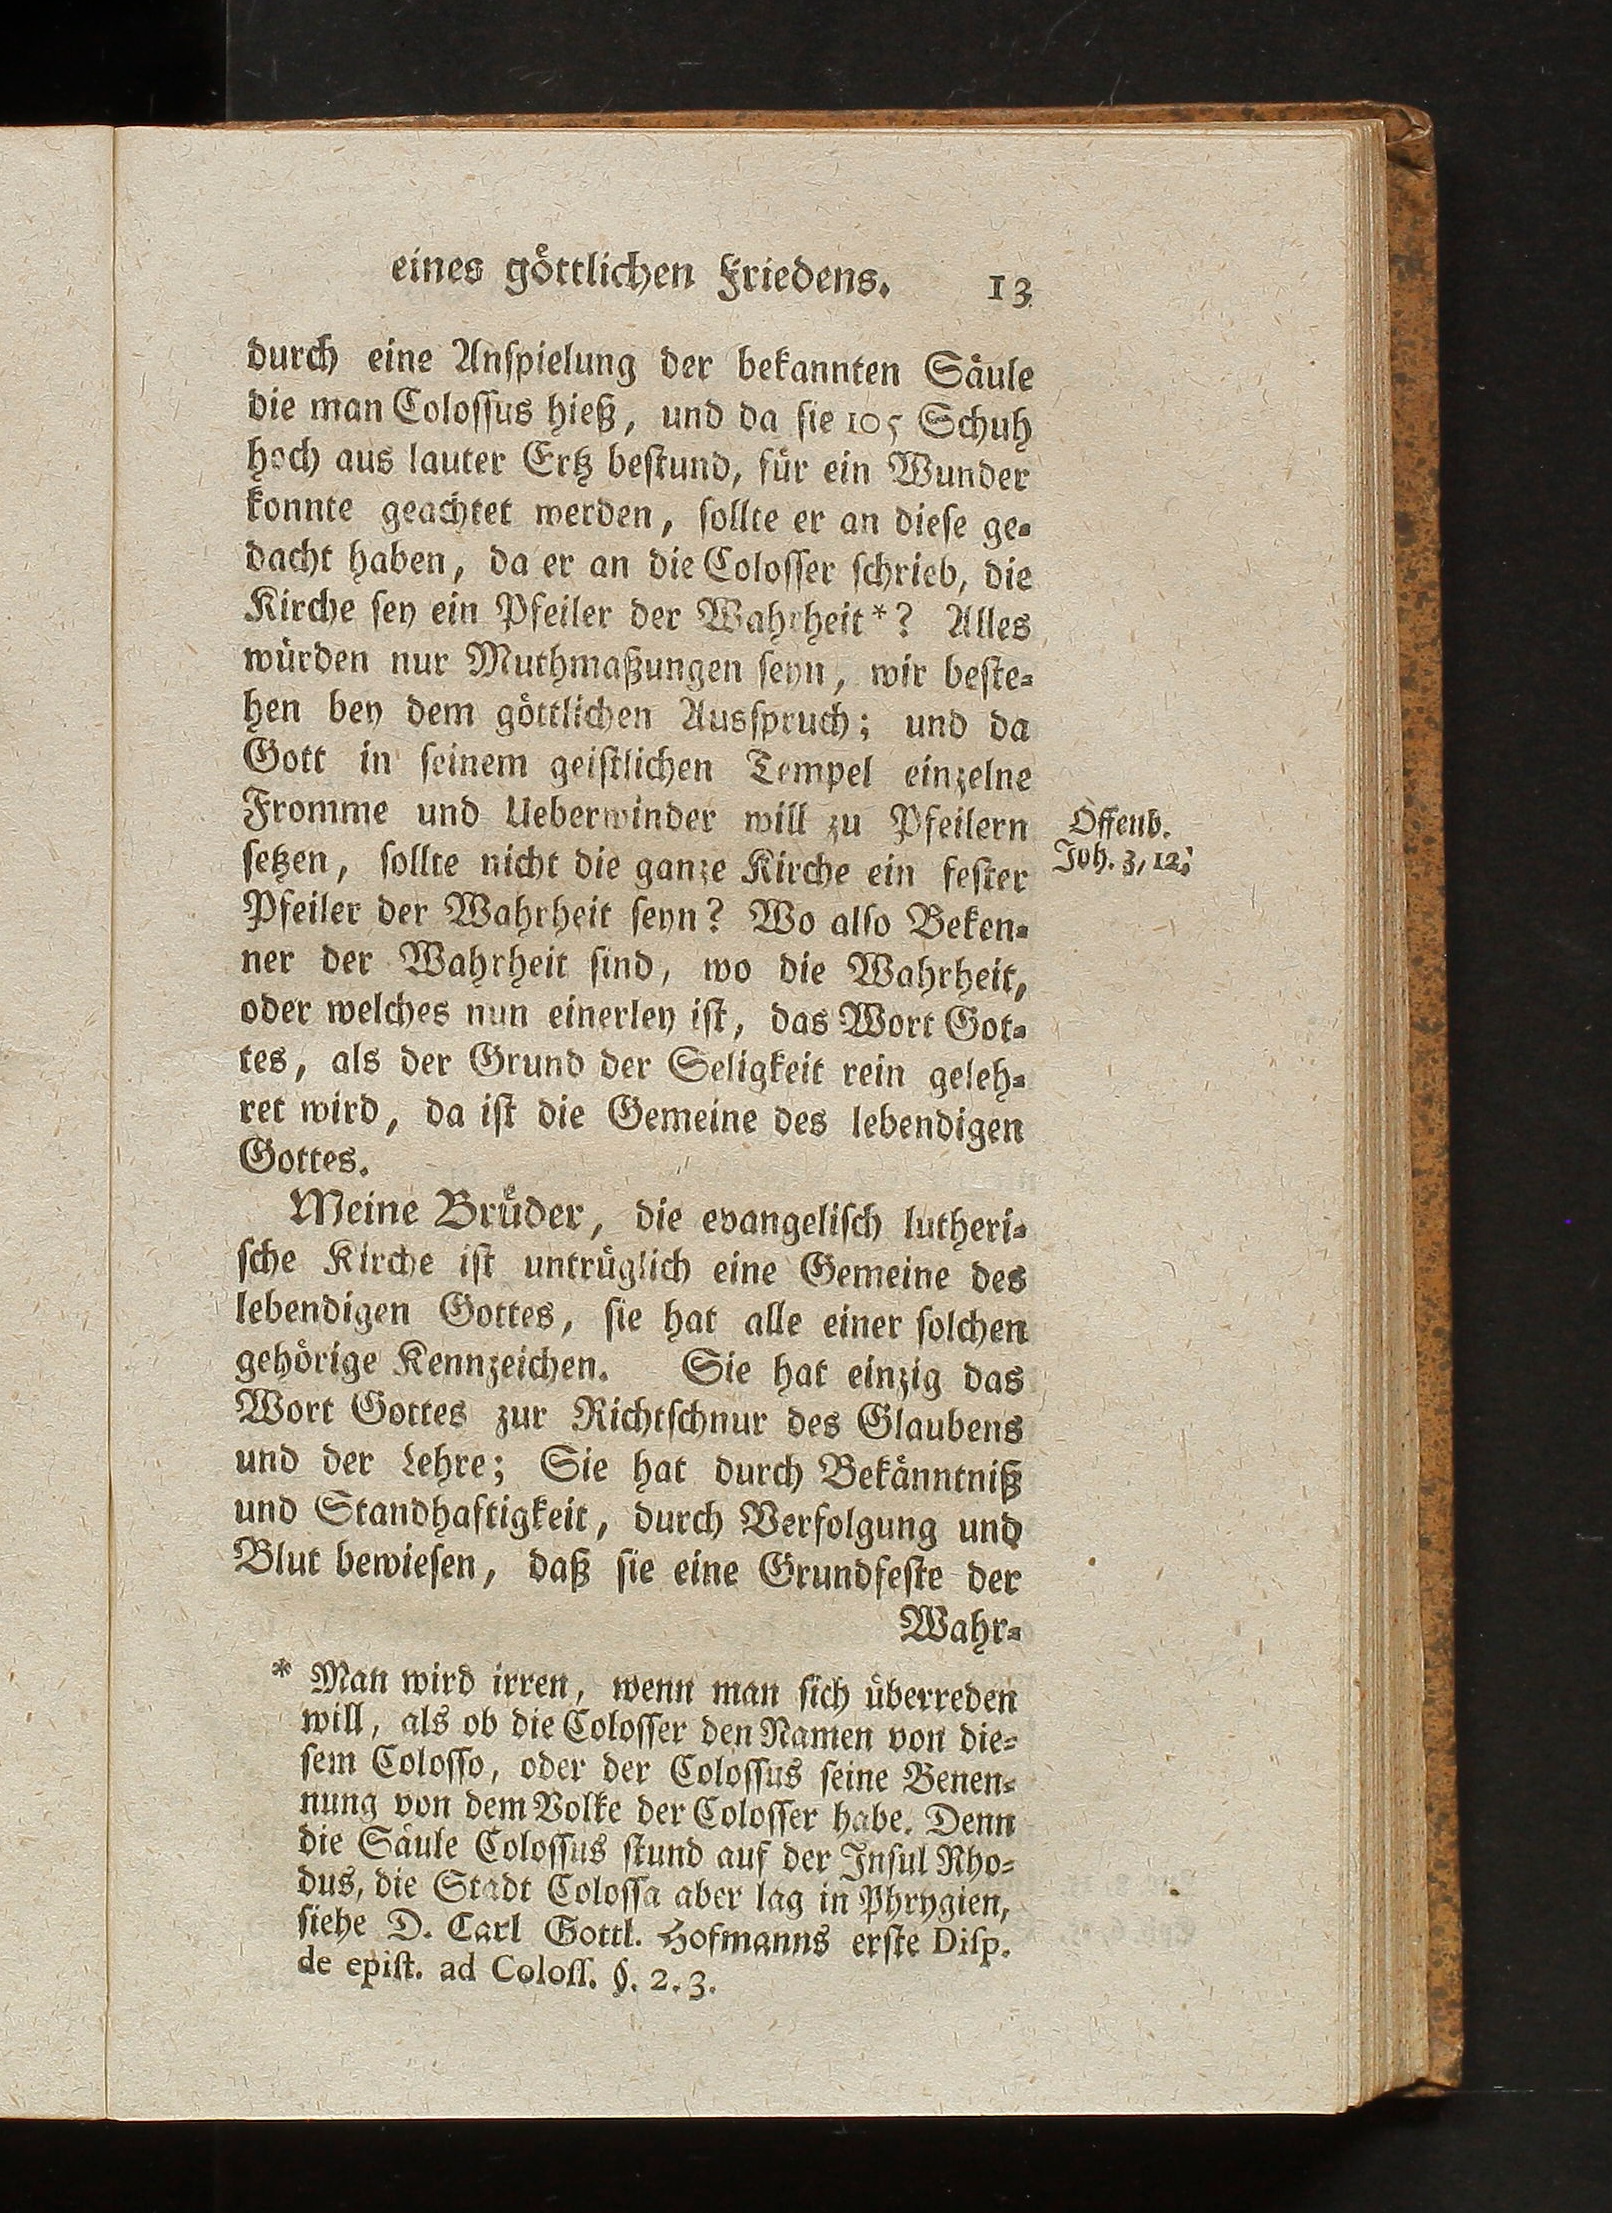 eines göttlichen Friedens. 13
durch eine Anspielung der bekannten Säule
die man Colossus hieß, und da sie 105 Schuh
hoch aus lauter Ertz bestund, für ein Wunder
konnte geachtet werden, sollte er an diese ge-
dacht haben, da er an die Colosser schrieb, die
Kirche sey ein Pfeiler der Wahrheit*? Alles
würden nur Muthmaßungen seyn, wir beste-
hen bey dem göttlichen Ausspruch; und da
Gott in seinem geistlichen Tempel einzelne
Fromme und Ueberwinder will zu Pfeilern
setzen, sollte nicht die ganze Kirche ein fester
Pfeiler der Wahrheit seyn? Wo also Beken-
ner der Wahrheit sind, wo die Wahrheit,
oder welches nun einerley ist, das Wort Got-
tes, als der Grund der Seligkeit rein geleh-
ret wird, da ist die Gemeine des lebendigen
Gottes.
Offenb.
Joh. 3, 12.
Meine Brüder, die evangelisch lutheri-
sche Kirche ist untrüglich eine Gemeine des
lebendigen Gottes, sie hat alle einer solchen
gehörige Kennzeichen. Sie hat einzig das
Wort Gottes zur Richtschnur des Glaubens
und der Lehre; Sie hat durch Bekänntniß
und Standhaftigkeit, durch Verfolgung und
Blut bewiesen, daß sie eine Grundfeste der
Wahr-
* Man wird irren, wenn man sich überreden
will, als ob die Colosser den Namen von die-
sem Colosso, oder der Colossus seine Benen-
nung von dem Volke der Colosser habe. Denn
die Säule Colossus stund auf der Insul Rho-
dus, die Stadt Colossa aber lag in Phrygien,
siehe D. Carl Gottl. Hofmanns erste Disp.
de epist. ad Coloss. §. 2. 3.